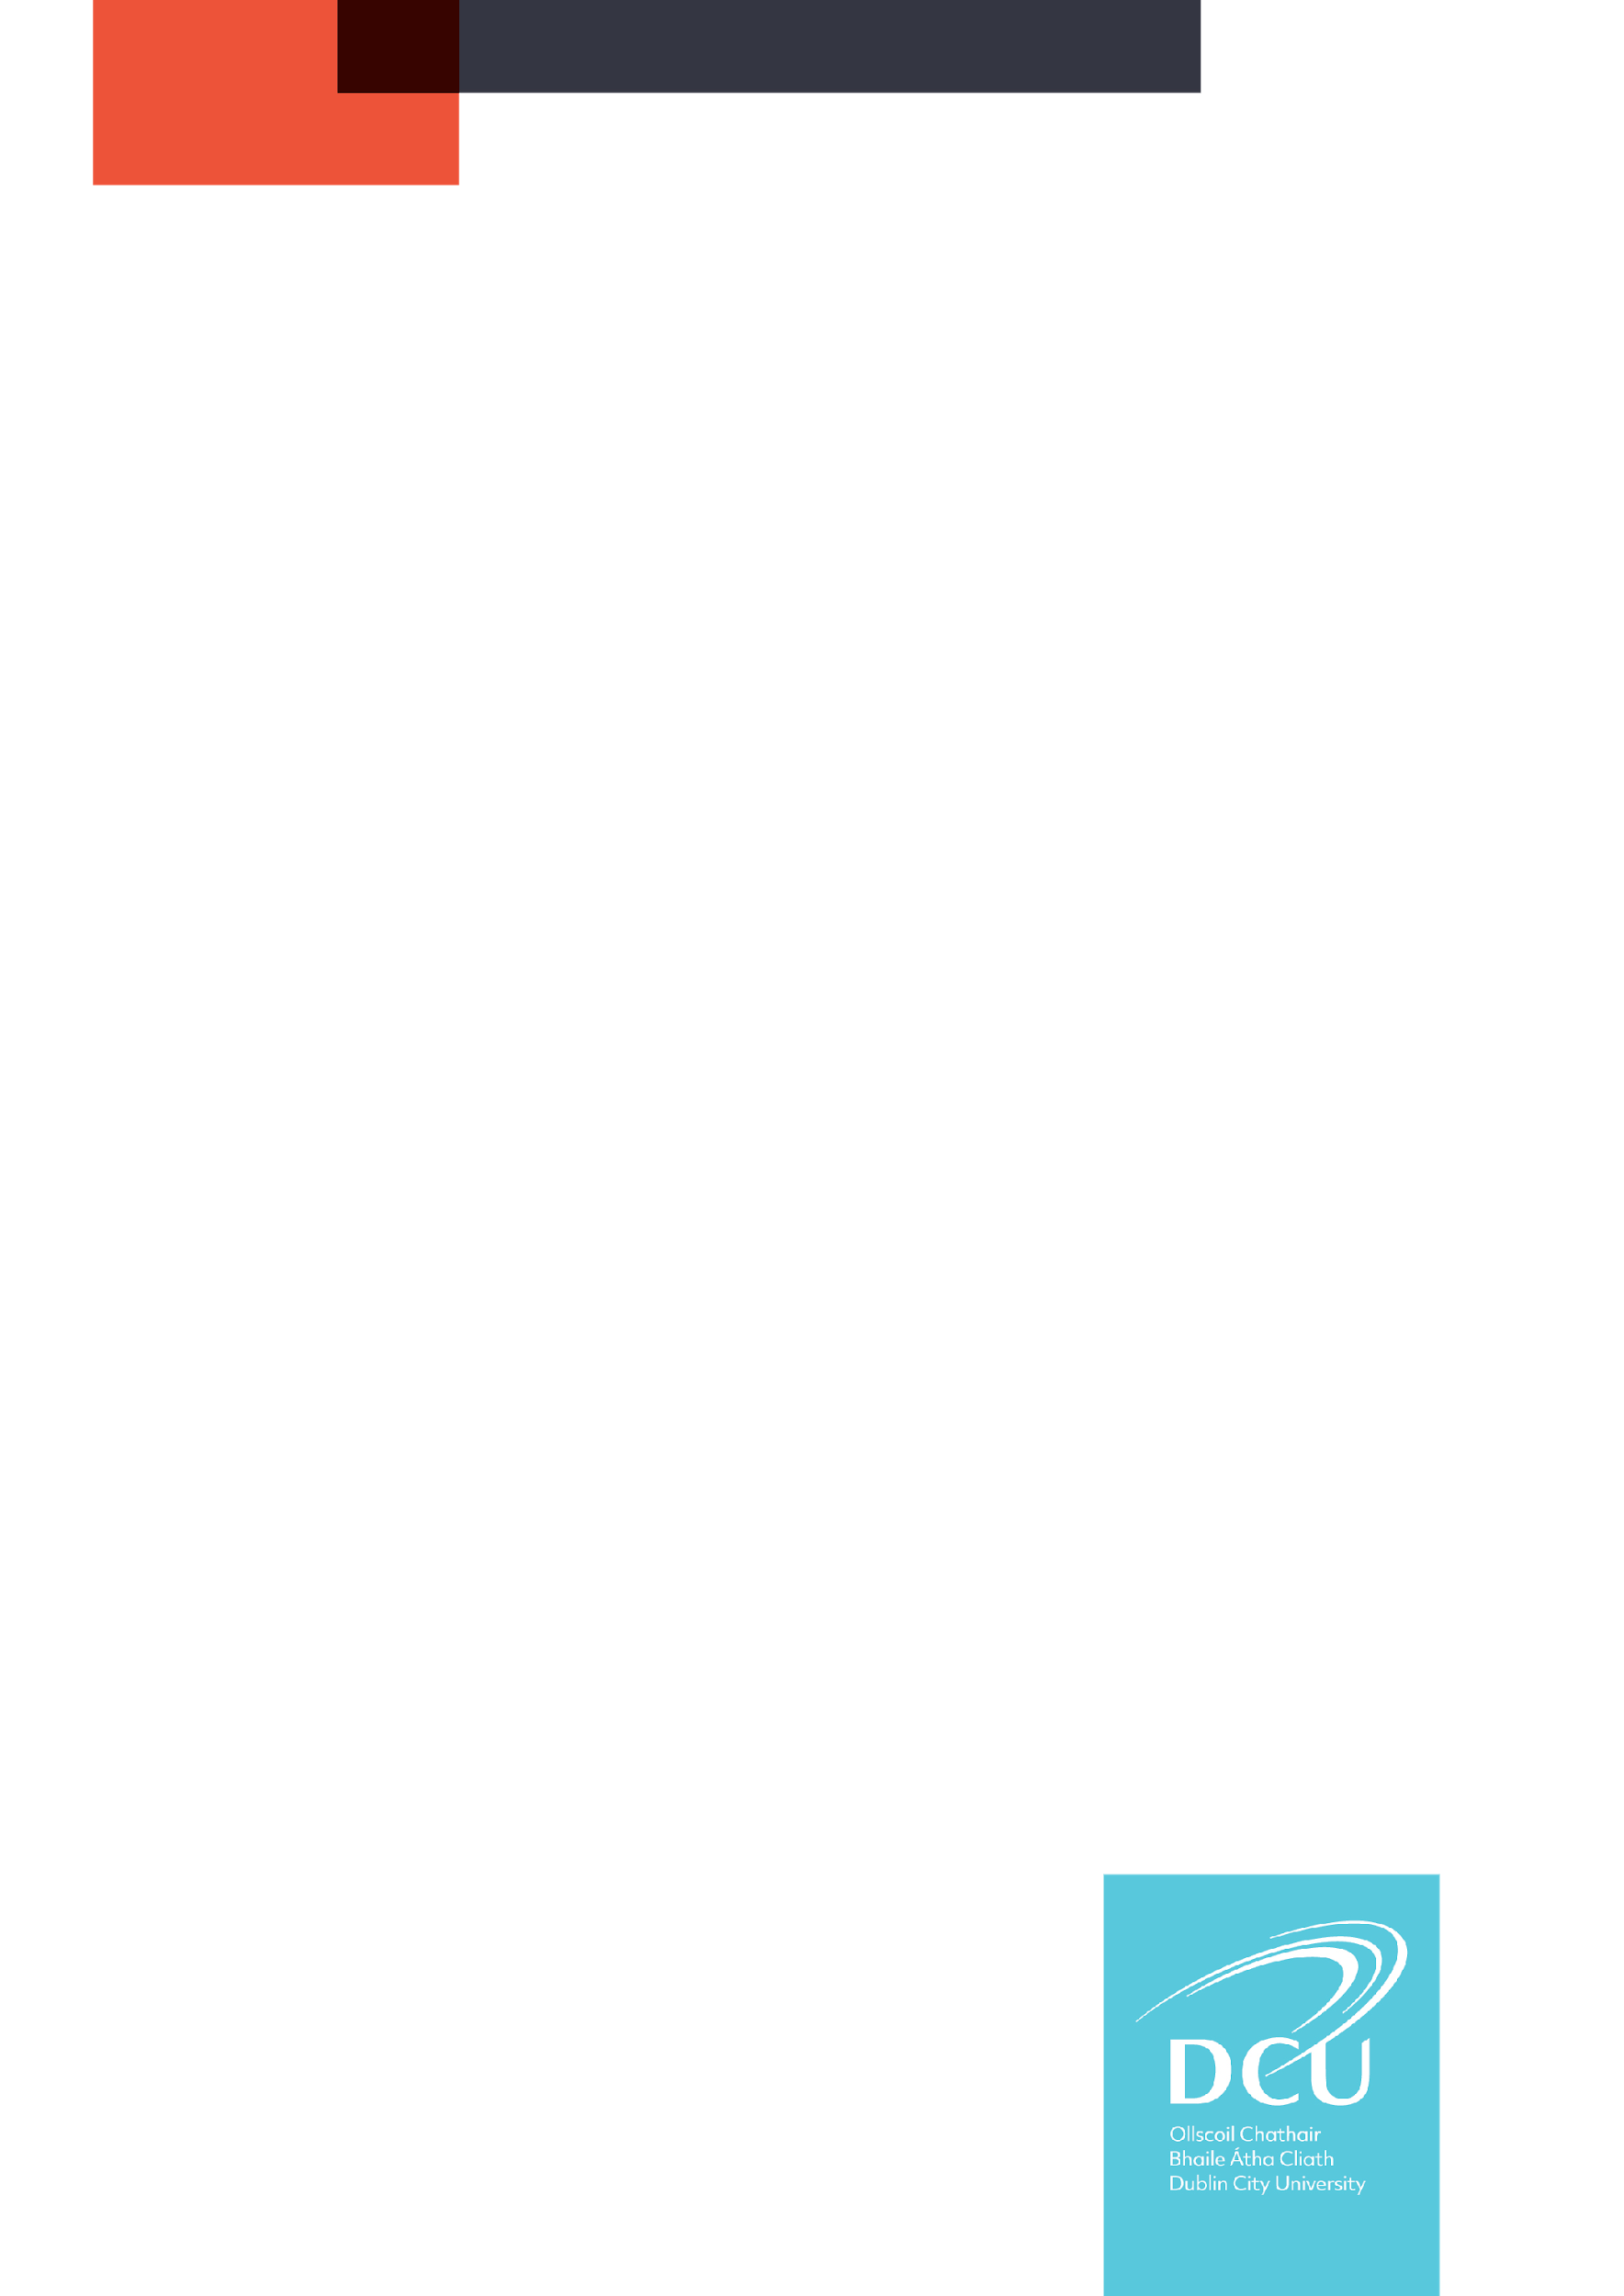 DCU
Ollscoil Chathair
Bhaile Átha Cliath
Dublin City University